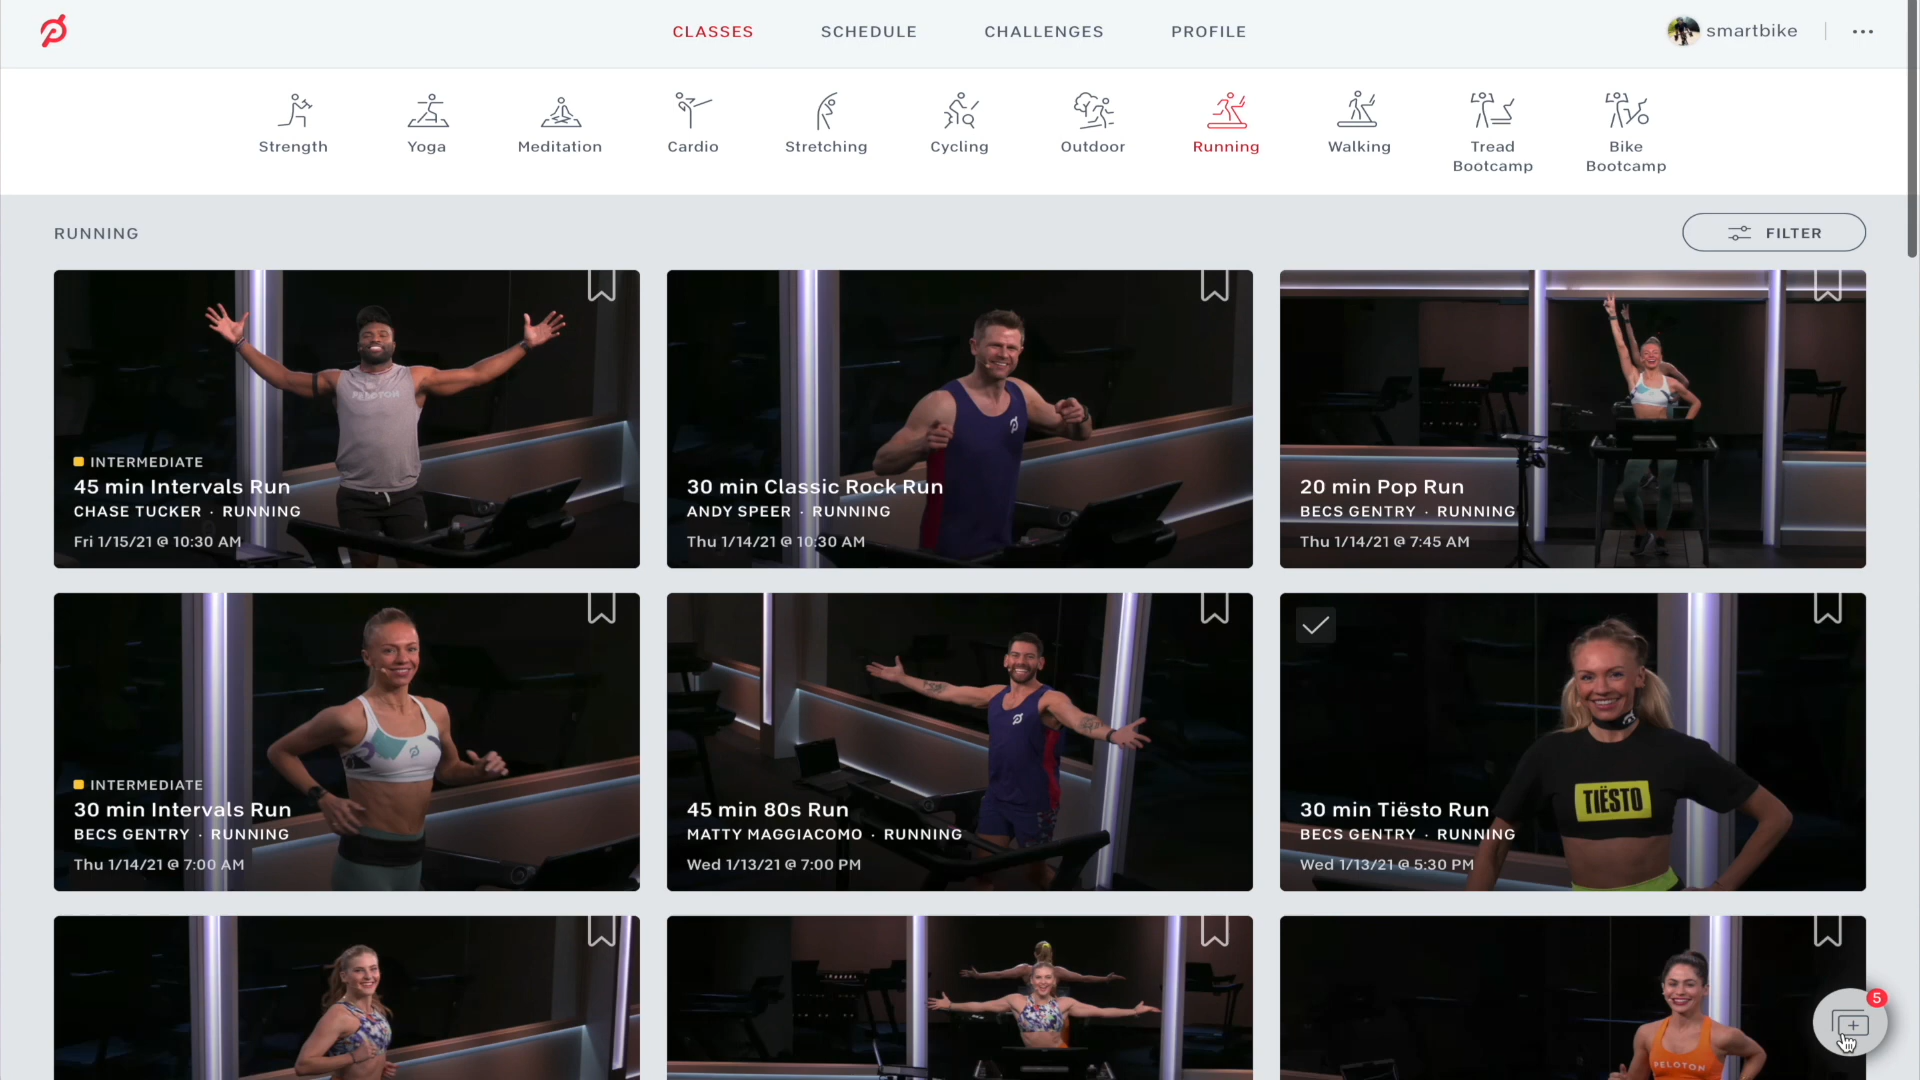 CLASSES SCHEDULE CHALLENGES PROFILE smartbike
Strength Yoga Meditation Cardio Stretching Cycling Outdoor Running Walking Tread Bootcamp Bike Bootcamp
RUNNING
FILTER
PELOTON
INTERMEDIATE
45 min Intervals Run
CHASE TUCKER · RUNNING
Fri 1/15/21 @ 10:30 AM
30 min Classic Rock Run
ANDY SPEER · RUNNING
Thu 1/14/21 @ 10:30 AM
20 min Pop Run
BECS GENTRY · RUNNING
Thu 1/14/21 @ 7:45 AM
INTERMEDIATE
30 min Intervals Run
BECS GENTRY · RUNNING
Thu 1/14/21 @ 7:00 AM
45 min 80s Run
MATTY MAGGIACOMO · RUNNING
Wed 1/13/21 @ 7:00 PM
TIËSTO
30 min Tiësto Run
BECS GENTRY · RUNNING
Wed 1/13/21 @ 5:30 PM
5
PELOTON